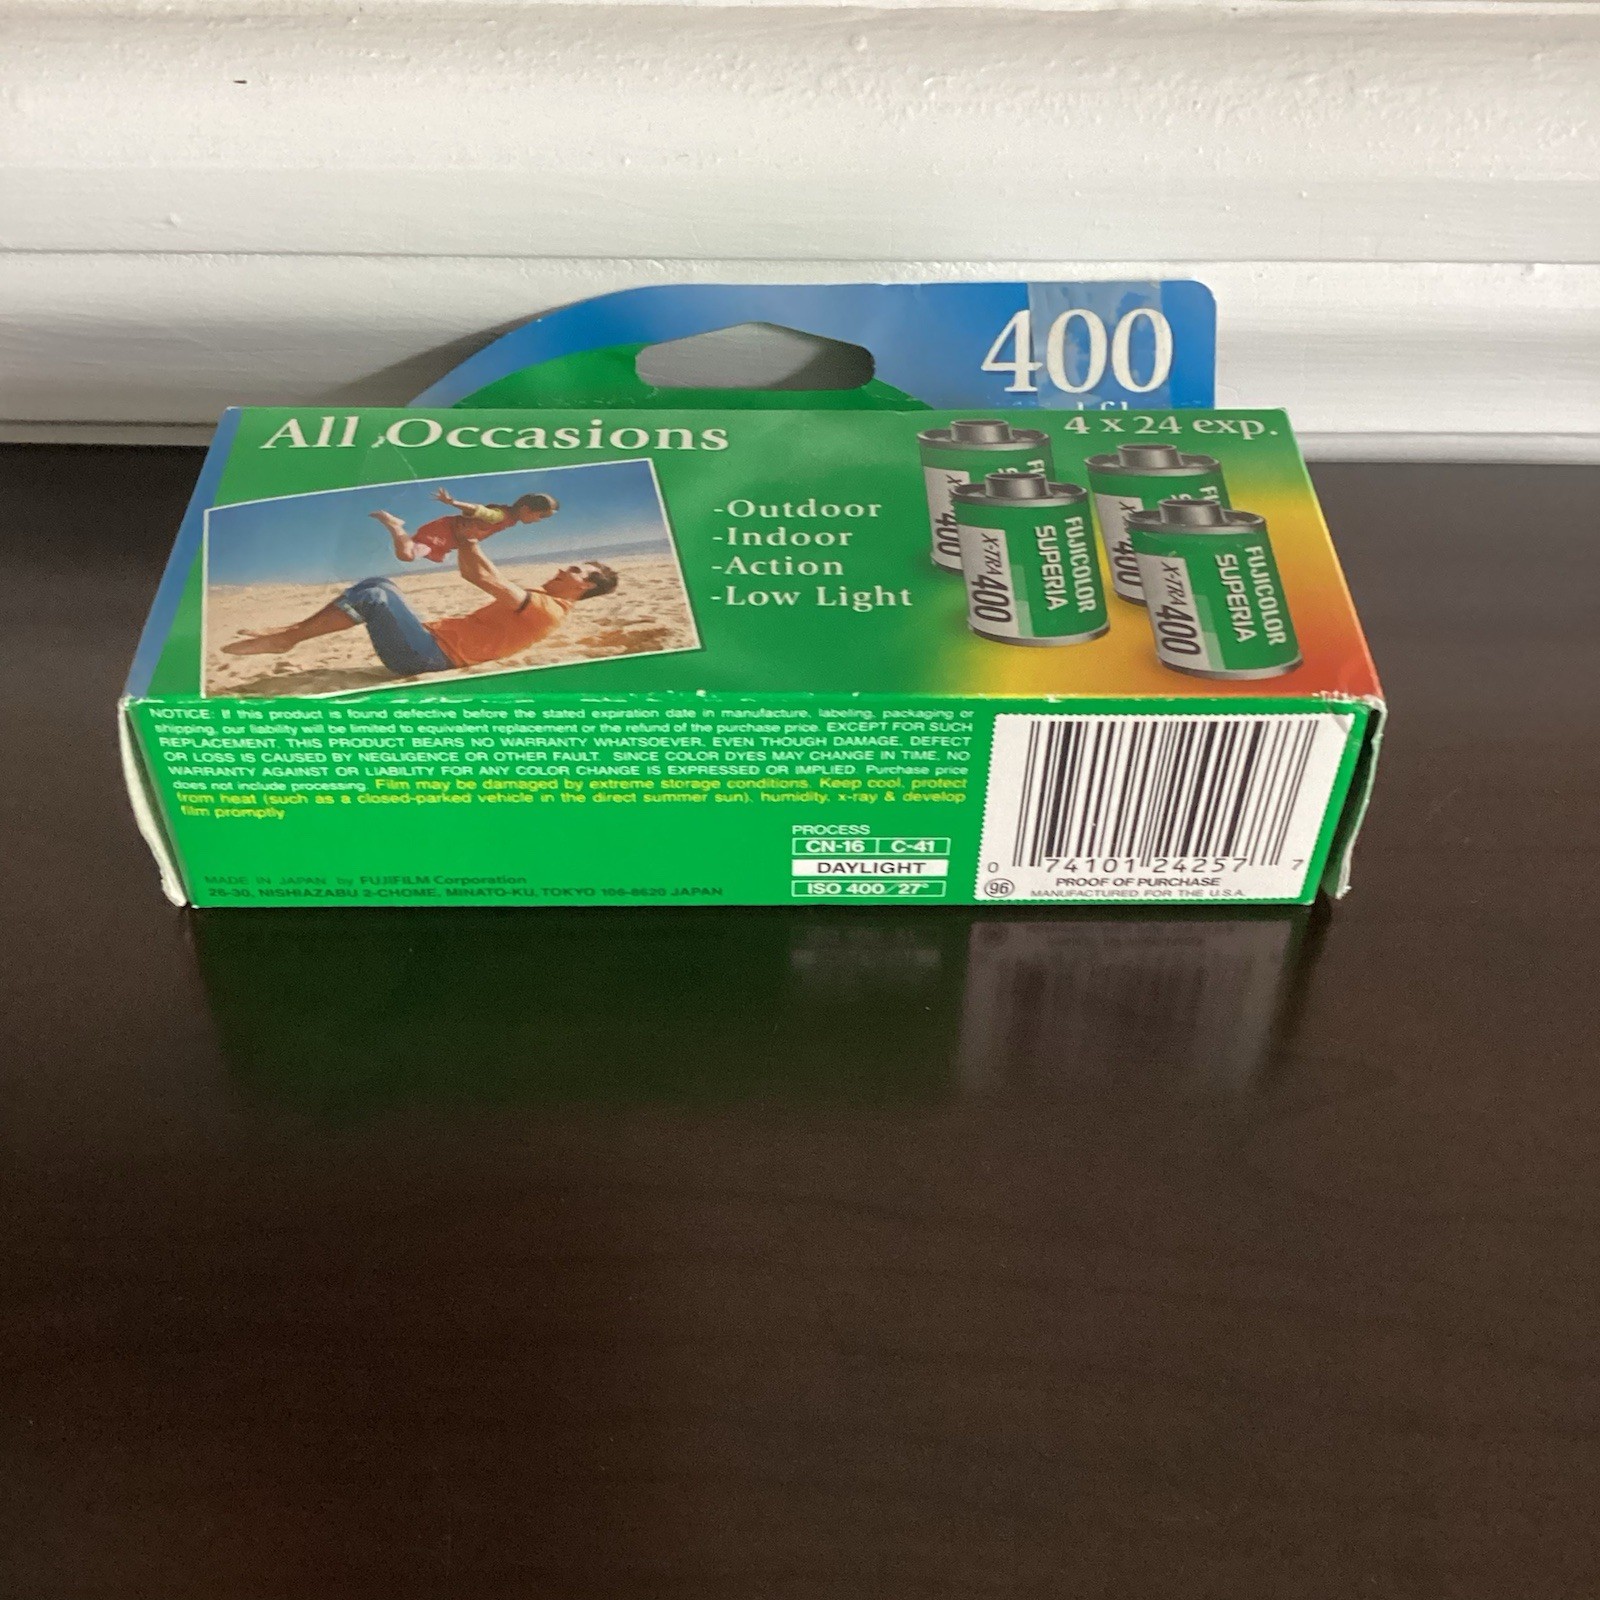 400
All Occasions
4 x 24 exp.
-Outdoor
-Indoor
-Action
-Low Light
FUJICOLOR
SUPERIA
X-TRA 400
FUJICOLOR
SUPERIA
X-TRA 400
400
400
NOTICE: If this product is found defective before the stated expiration date in manufacture, labeling, packaging or
shipping, our liability will be limited to equivalent replacement or the refund of the purchase price. EXCEPT FOR SUCH
REPLACEMENT, THIS PRODUCT BEARS NO WARRANTY WHATSOEVER, EVEN THOUGH DAMAGE, DEFECT
OR LOSS IS CAUSED BY NEGLIGENCE OR OTHER FAULT. SINCE COLOR DYES MAY CHANGE IN TIME, NO
WARRANTY AGAINST OR LIABILITY FOR ANY COLOR CHANGE IS EXPRESSED OR IMPLIED. Purchase price
does not include processing. Film may be damaged by extreme storage conditions. Keep cool, protect
from heat (such as a closed-parked vehicle in the direct summer sun), humidity, x-ray & develop
film promptly
PROCESS
CN-16 C-41
DAYLIGHT
ISO 400/27°
MADE IN JAPAN by FUJIFILM Corporation
26-30, NISHIAZABU 2-CHOME, MINATO-KU, TOKYO 106-8620 JAPAN
0 74101 24257 7
96 PROOF OF PURCHASE
MANUFACTURED FOR THE U.S.A.